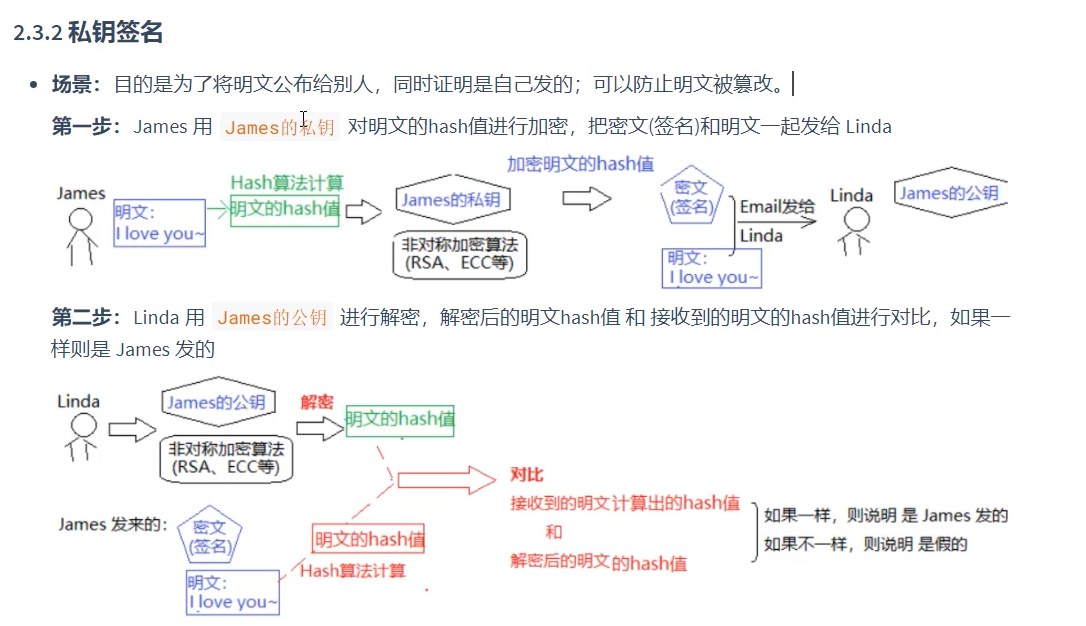 2.3.2 私钥签名
场景：目的是为了将明文公布给别人，同时证明是自己发的；可以防止明文被篡改。
第一步：James 用 James的私钥 对明文的hash值进行加密，把密文(签名)和明文一起发给 Linda
James
明文：
I love you~
Hash算法计算
明文的hash值
James的私钥
非对称加密算法
(RSA、ECC等)
加密明文的hash值
密文
(签名)
明文：
I love you~
Email发给
Linda
Linda
James的公钥
第二步：Linda 用 James的公钥 进行解密，解密后的明文hash值 和 接收到的明文的hash值进行对比，如果一
样则是 James 发的
Linda
James的公钥
非对称加密算法
(RSA、ECC等)
解密
明文的hash值
James 发来的：
密文
(签名)
明文：
I love you~
明文的hash值
Hash算法计算
对比
接收到的明文计算出的hash值
和
解密后的明文的hash值
如果一样，则说明 是 James 发的
如果不一样，则说明 是假的